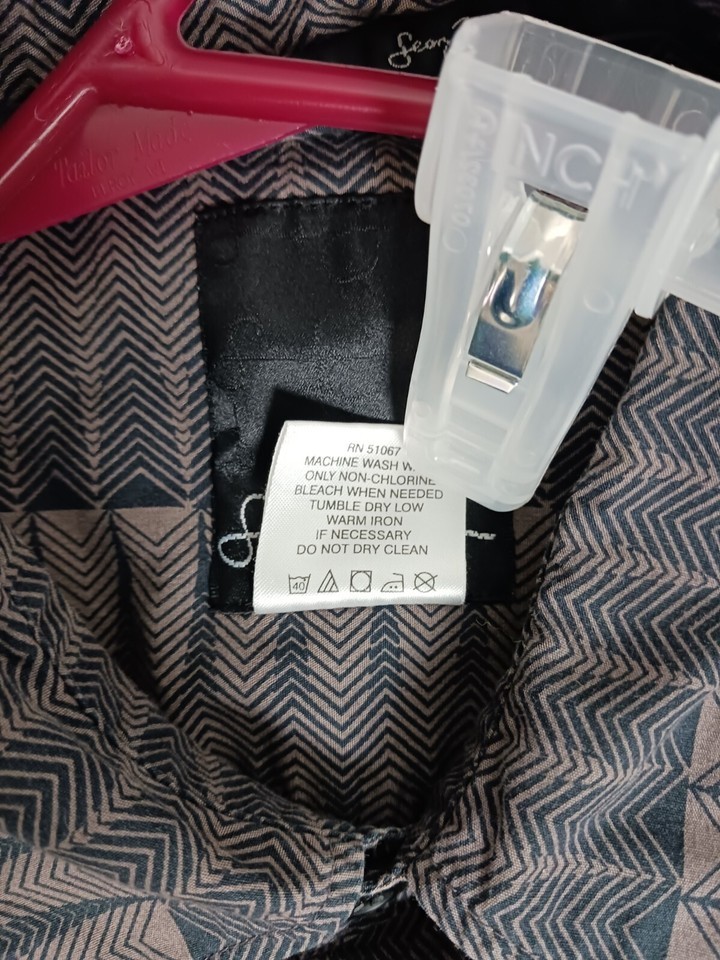 Sean
RN 51067
MACHINE WASH W
ONLY NON-CHLORINE
BLEACH WHEN NEEDED
TUMBLE DRY LOW
WARM IRON
IF NECESSARY
DO NOT DRY CLEAN
40